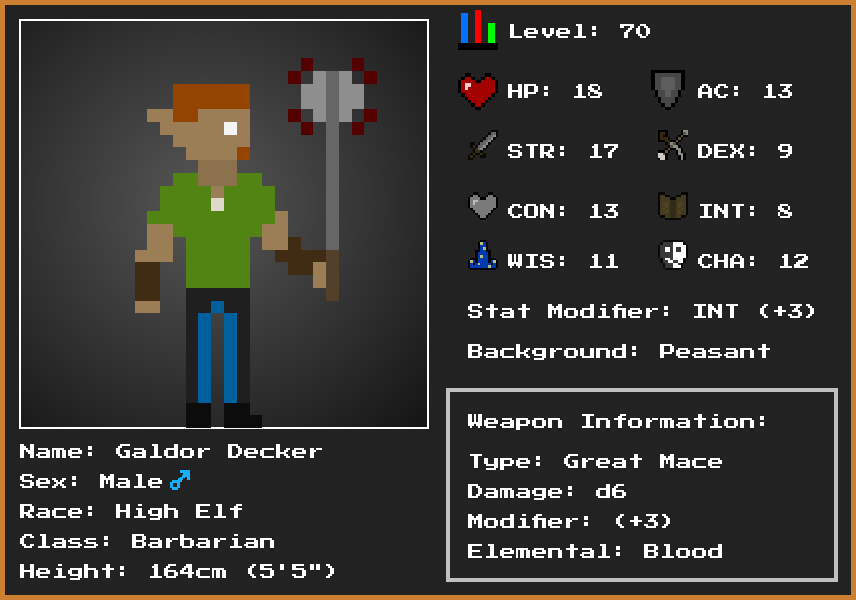 Level: 70
HP: 18 AC: 13
STR: 17 DEX: 9
CON: 13 INT: 8
WIS: 11 CHA: 12
Stat Modifier: INT (+3)
Background: Peasant
Weapon Information:
Type: Great Mace
Damage: d6
Modifier: (+3)
Elemental: Blood
Name: Galdor Decker
Sex: Male ♂
Race: High Elf
Class: Barbarian
Height: 164cm (5'5")